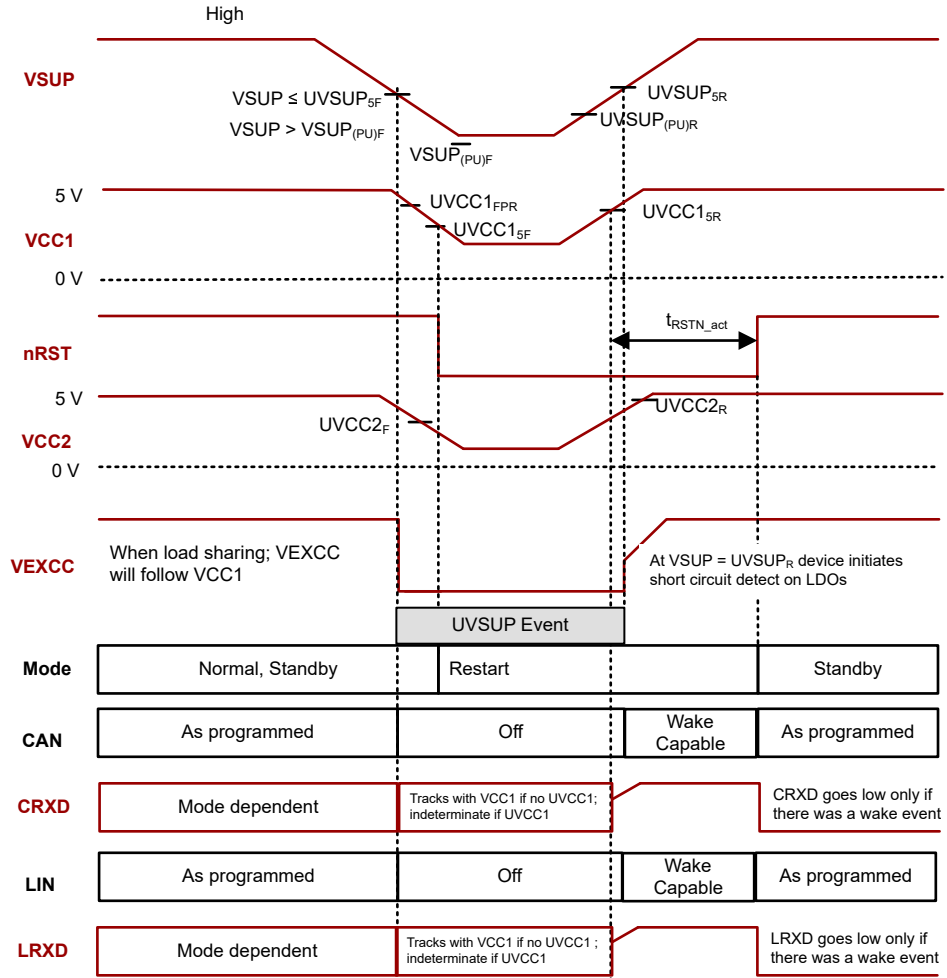 High
VSUP
VSUP ≤ UVSUP5F
VSUP > VSUP(PU)F
VSUP(PU)F
UVSUP5R
UVSUP(PU)R
5 V
VCC1
0 V
UVCC1FPR
UVCC15F
UVCC15R
nRST
tRSTN_act
5 V
VCC2
0 V
UVCC2F
UVCC2R
VEXCC
When load sharing; VEXCC
will follow VCC1
At VSUP = UVSUPR device initiates
short circuit detect on LDOs
UVSUP Event
Mode
Normal, Standby
Restart
Standby
CAN
As programmed
Off
Wake
Capable
As programmed
CRXD
Mode dependent
Tracks with VCC1 if no UVCC1;
indeterminate if UVCC1
CRXD goes low only if
there was a wake event
LIN
As programmed
Off
Wake
Capable
As programmed
LRXD
Mode dependent
Tracks with VCC1 if no UVCC1 ;
indeterminate if UVCC1
LRXD goes low only if
there was a wake event